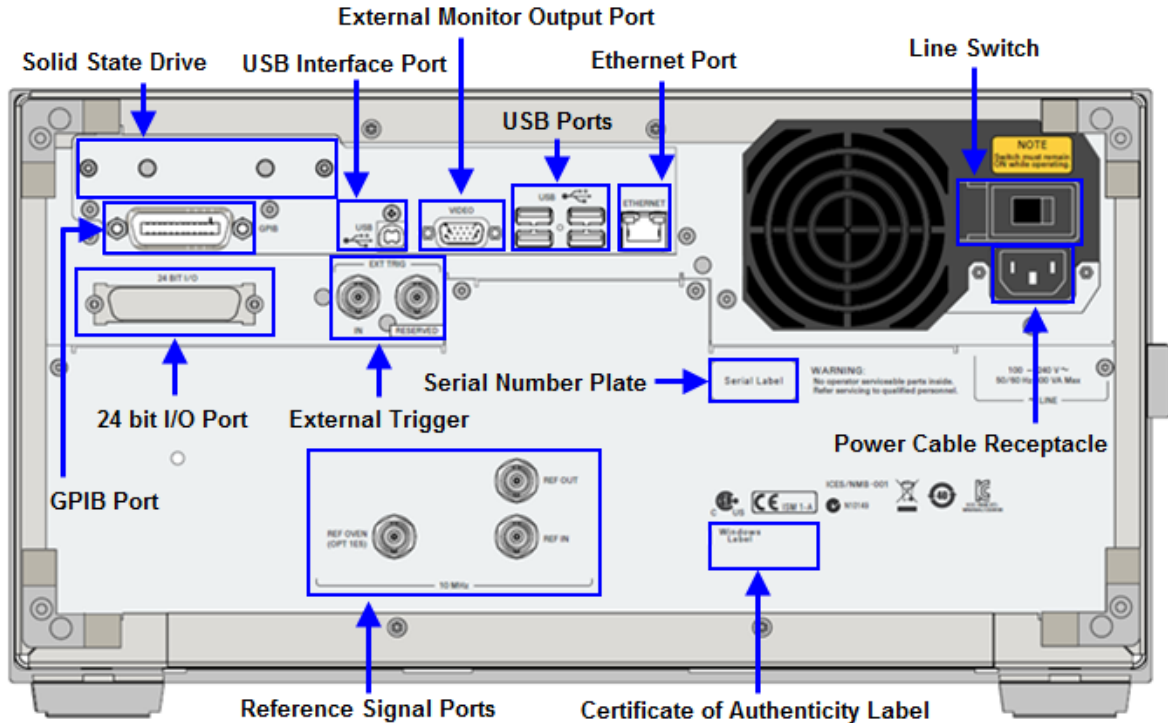 External Monitor Output Port
Solid State Drive
USB Interface Port
Ethernet Port
Line Switch
USB Ports
NOTE
Switch must remain
ON while operating.
USB
ETHERNET
VIDEO
GPIB
USB
24 BIT I/O
EXT TRIG
IN
RESERVED
Serial Number Plate
Serial Label
WARNING:
No operator serviceable parts inside.
Refer servicing to qualified personnel.
100 - 240 V~
50/60 Hz 00 VA Max
LINE
24 bit I/O Port
External Trigger
Power Cable Receptacle
GPIB Port
REF OUT
REF OVEN
(OPT 1E5)
REF IN
10 MHz
ICES/NMB-001
C US
CE ISM 1-A
N10149
40
Windows
Label
Reference Signal Ports
Certificate of Authenticity Label